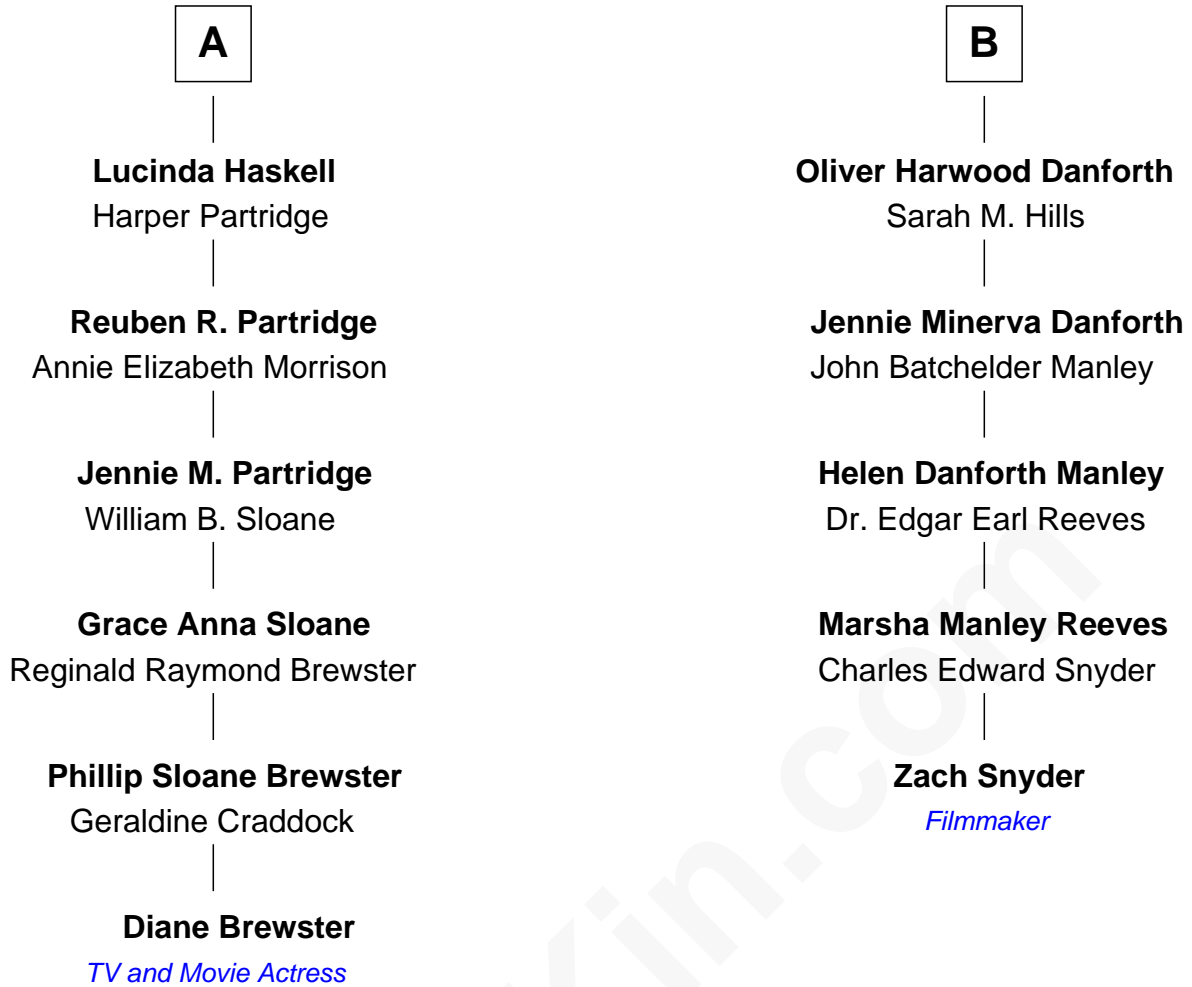 A
Lucinda Haskell
Harper Partridge
Reuben R. Partridge
Annie Elizabeth Morrison
Jennie M. Partridge
William B. Sloane
Grace Anna Sloane
Reginald Raymond Brewster
Phillip Sloane Brewster
Geraldine Craddock
Diane Brewster
TV and Movie Actress
B
Oliver Harwood Danforth
Sarah M. Hills
Jennie Minerva Danforth
John Batchelder Manley
Helen Danforth Manley
Dr. Edgar Earl Reeves
Marsha Manley Reeves
Charles Edward Snyder
Zach Snyder
Filmmaker